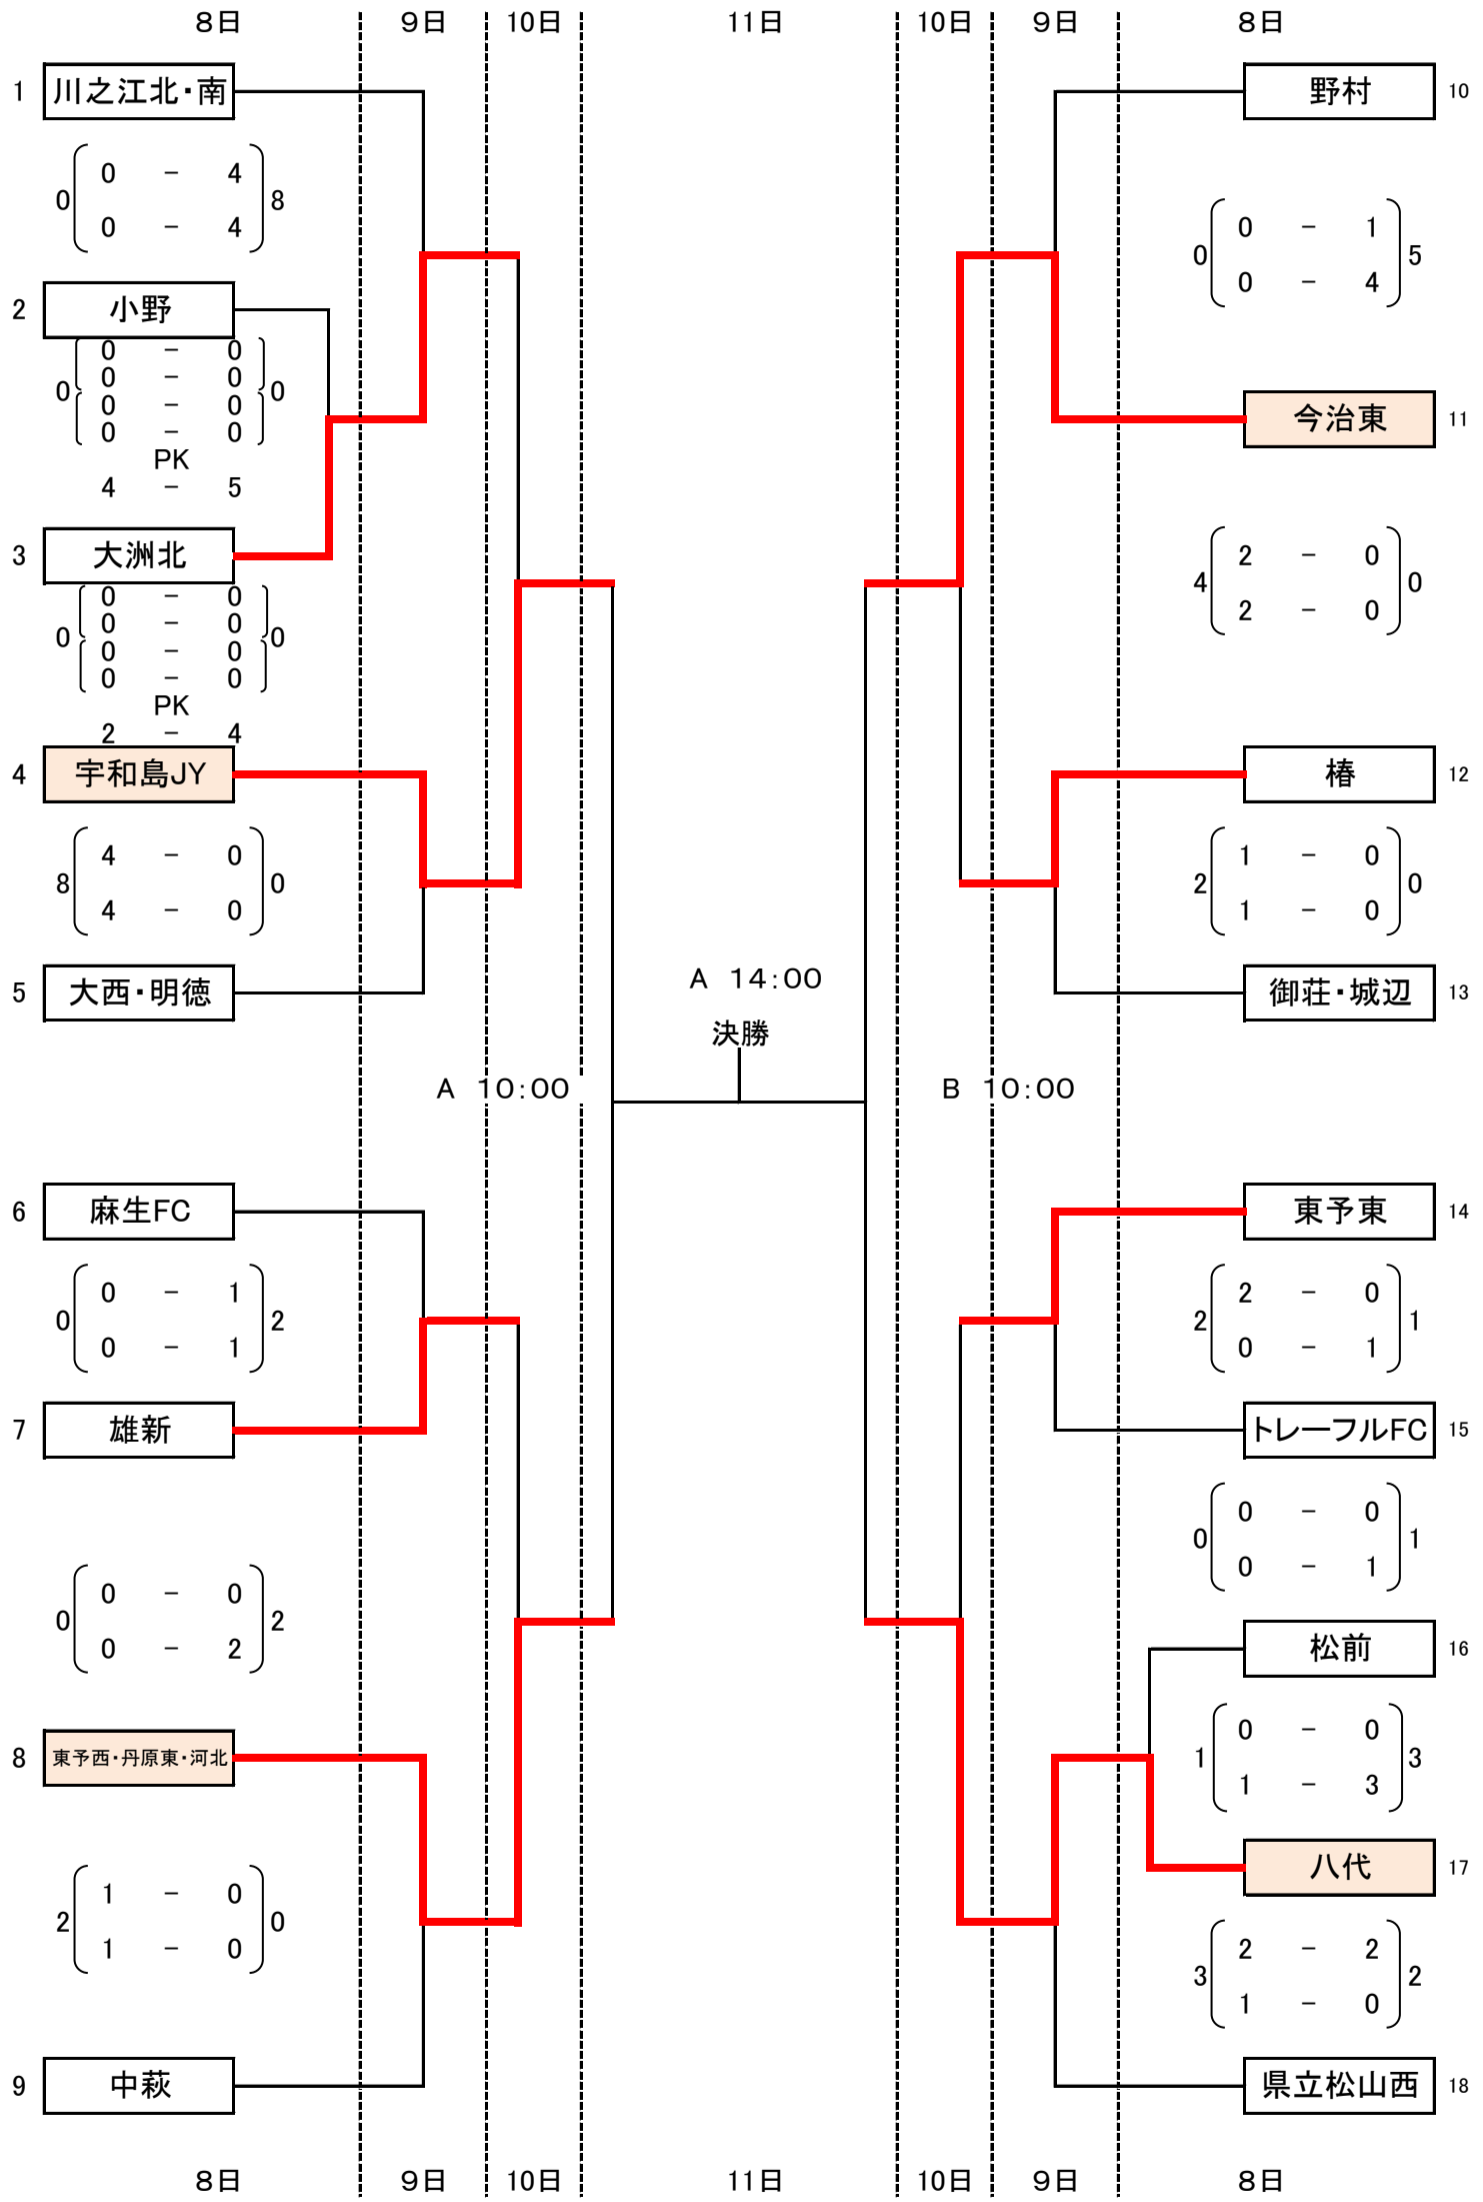 8日 9日 10日 11日 10日 9日 8日
1 川之江北・南
0 0 - 4 8
0 - 4
2 小野
0 - 0
0 0 - 0 0
0 - 0
0 - 0
PK
4 - 5
3 大洲北
0 - 0
0 0 - 0 0
0 - 0
0 - 0
PK
2 - 4
4 宇和島JY
8 4 - 0 0
4 - 0
5 大西・明徳
A 10:00
6 麻生FC
0 0 - 1 2
0 - 1
7 雄新
0 0 - 0 2
0 - 2
8 東予西・丹原東・河北
2 1 - 0 0
1 - 0
9 中萩
A 14:00
決勝
野村 10
0 0 - 1 5
0 - 4
今治東 11
4 2 - 0 0
2 - 0
椿 12
2 1 - 0 0
1 - 0
御荘・城辺 13
B 10:00
東予東 14
2 2 - 0 1
0 - 1
トレーフルFC 15
0 0 - 0 1
0 - 1
松前 16
1 0 - 0 3
1 - 3
八代 17
3 2 - 2 2
1 - 0
県立松山西 18
8日 9日 10日 11日 10日 9日 8日